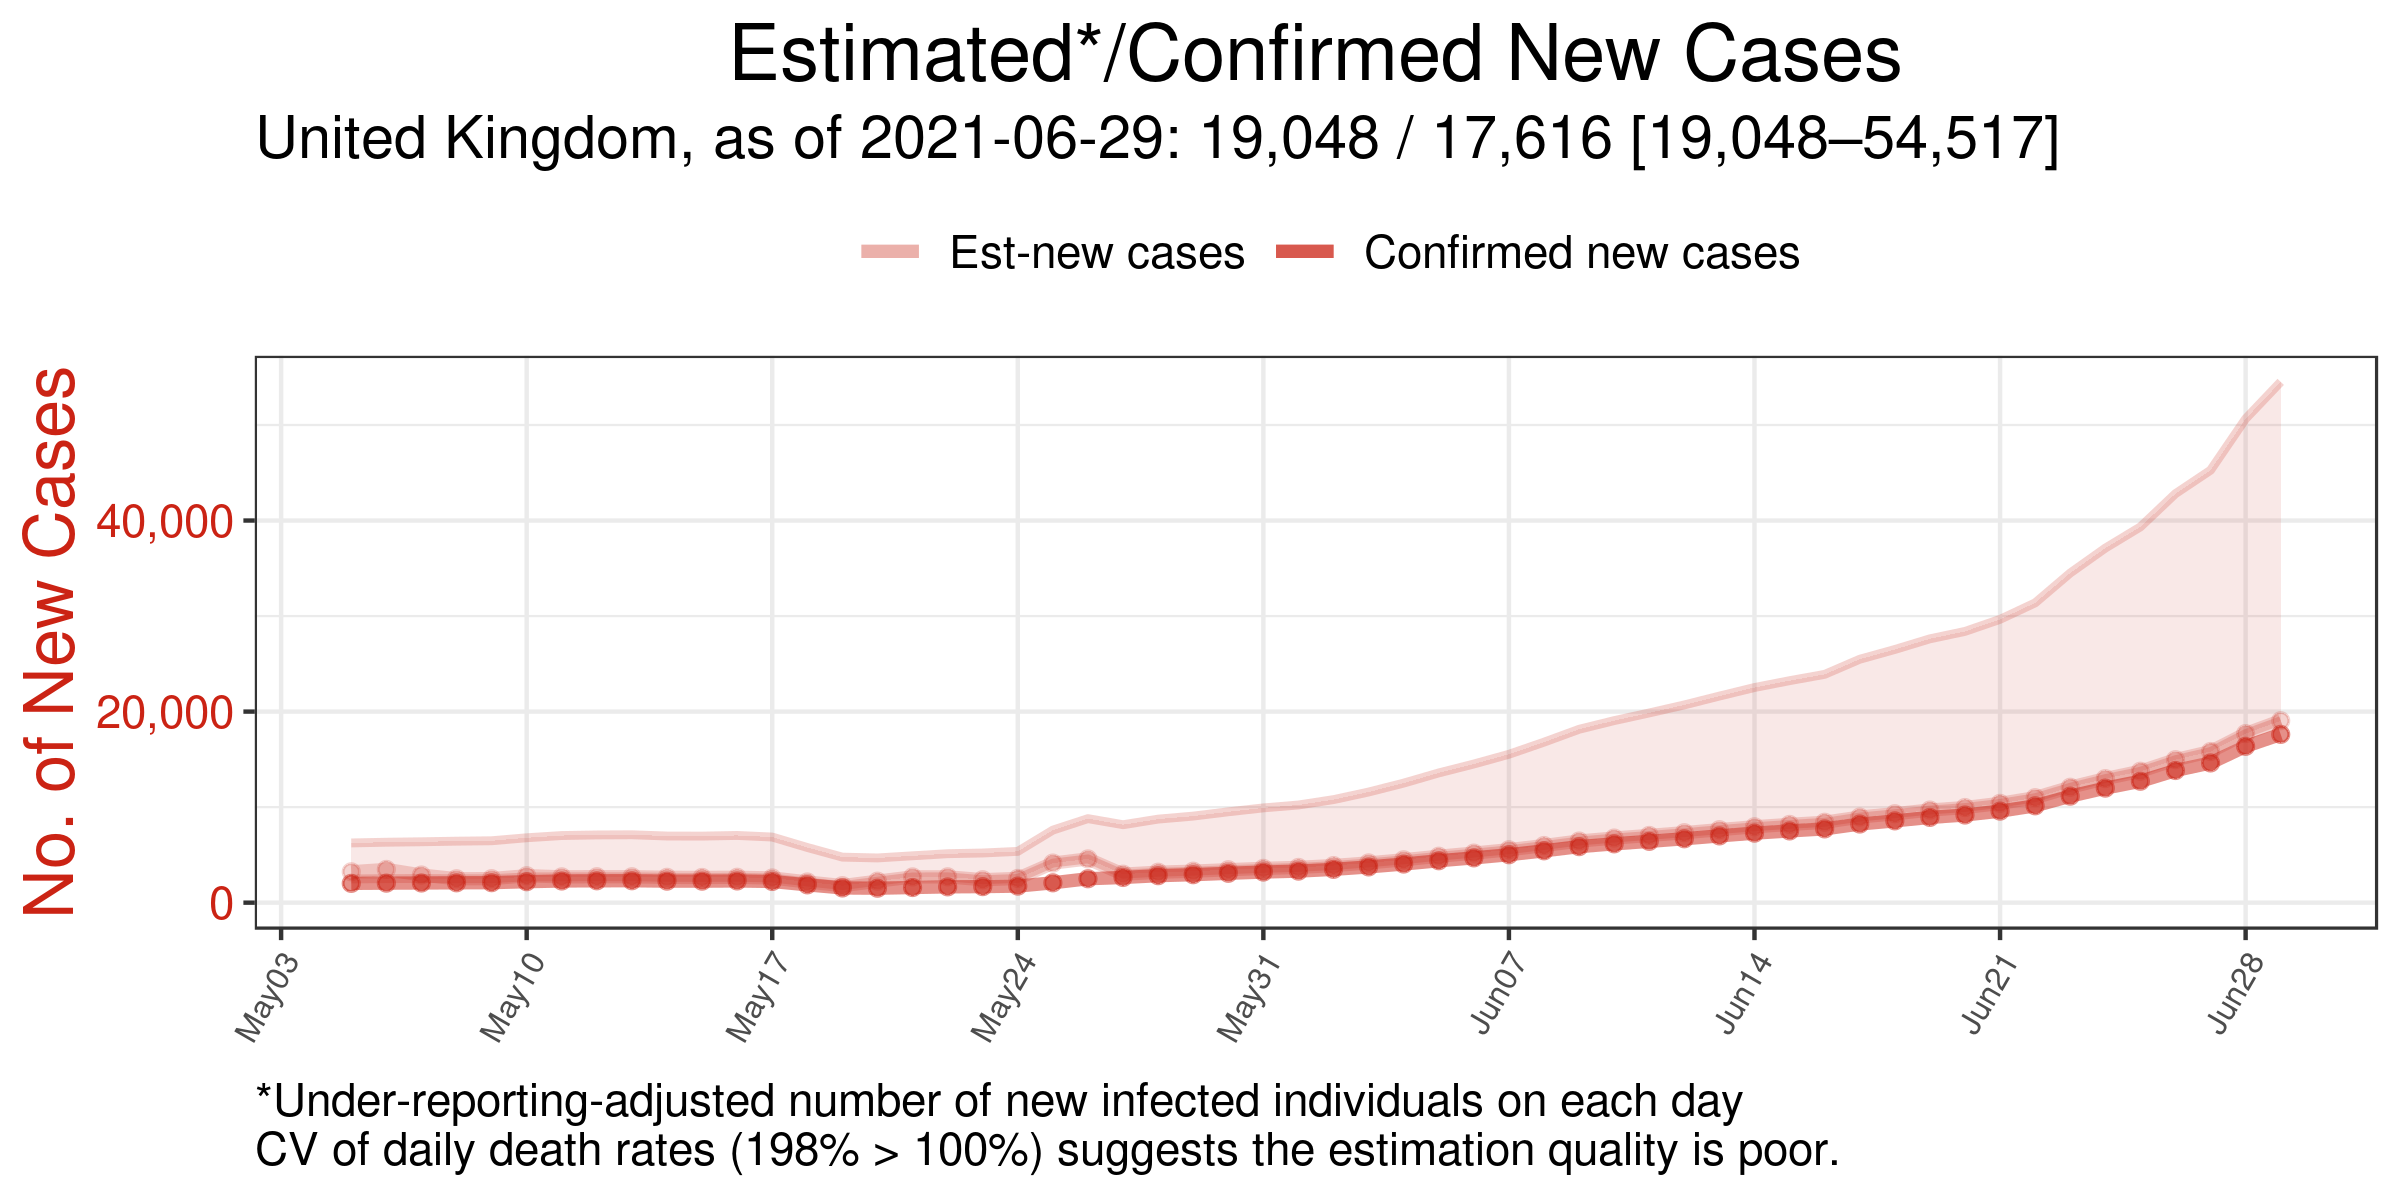 Estimated*/Confirmed New Cases
United Kingdom, as of 2021-06-29: 19,048 / 17,616 [19,048–54,517]
Est-new cases
Confirmed new cases
No. of New Cases
40,000
20,000
0
May03
May10
May17
May24
May31
Jun07
Jun14
Jun21
Jun28
*Under-reporting-adjusted number of new infected individuals on each day
CV of daily death rates (198% > 100%) suggests the estimation quality is poor.